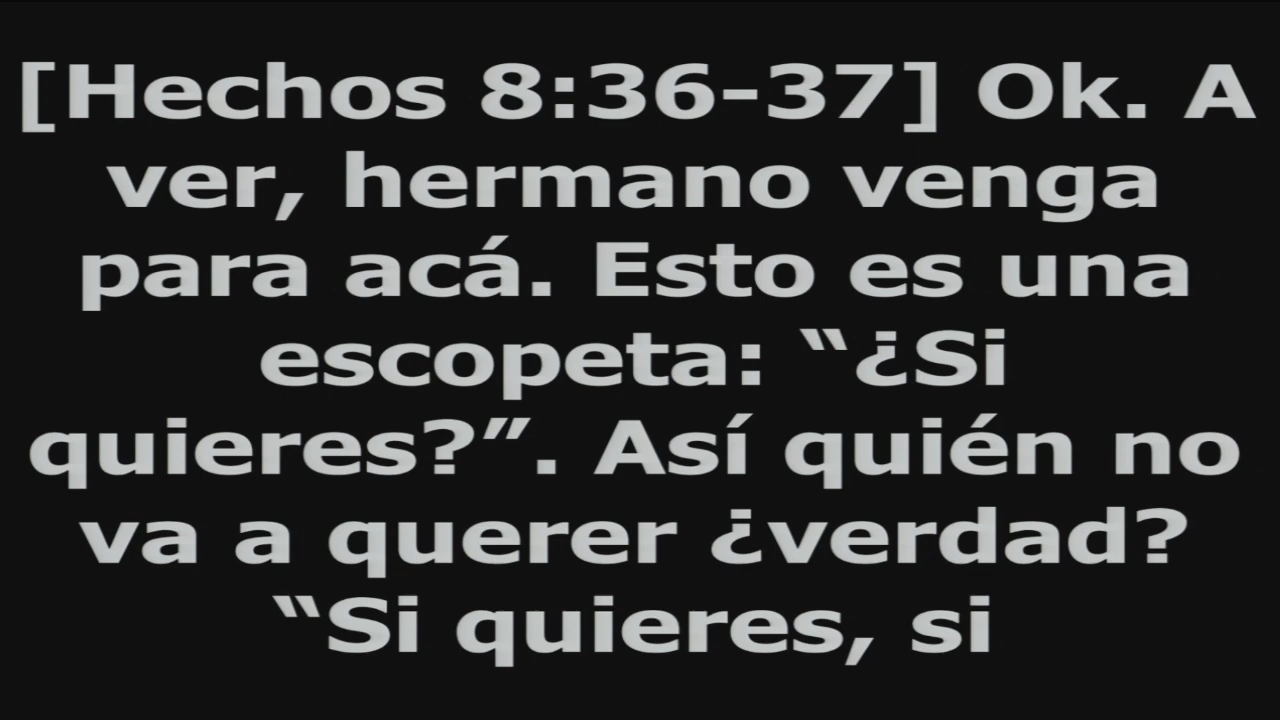 [Hechos 8:36-37] Ok. A
ver, hermano venga
para acá. Esto es una
escopeta: “¿Si
quieres?”. Así quién no
va a querer ¿verdad?
“Si quieres, si